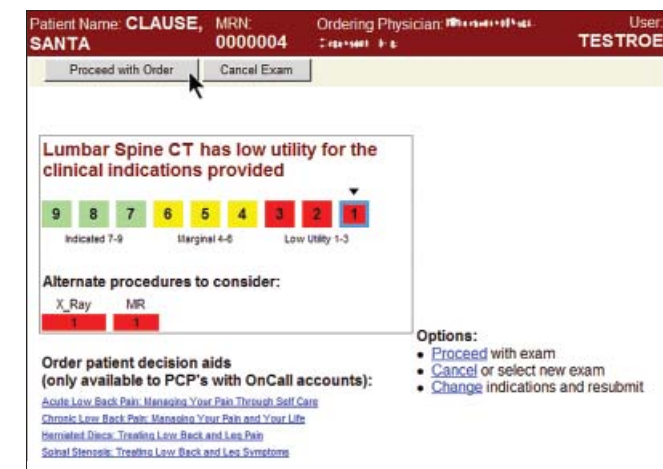 Patient Name: CLAUSE, MRN: Ordering Physician: User
SANTA 0000004 TESTROE
Proceed with Order Cancel Exam
Lumbar Spine CT has low utility for the
clinical indications provided
9 8 7 6 5 4 3 2 1
Indicated 7-9 Marginal 4-6 Low Utility 1-3
Alternate procedures to consider:
X_Ray MR
1 1
Options:
• Proceed with exam
• Cancel or select new exam
• Change indications and resubmit
Order patient decision aids
(only available to PCP's with OnCall accounts):
Acute Low Back Pain: Managing Your Pain Through Self Care
Chronic Low Back Pain: Managing Your Pain and Your Life
Herniated Discs: Treating Low Back and Leg Pain
Spinal Stenosis: Treating Low Back and Leg Symptoms